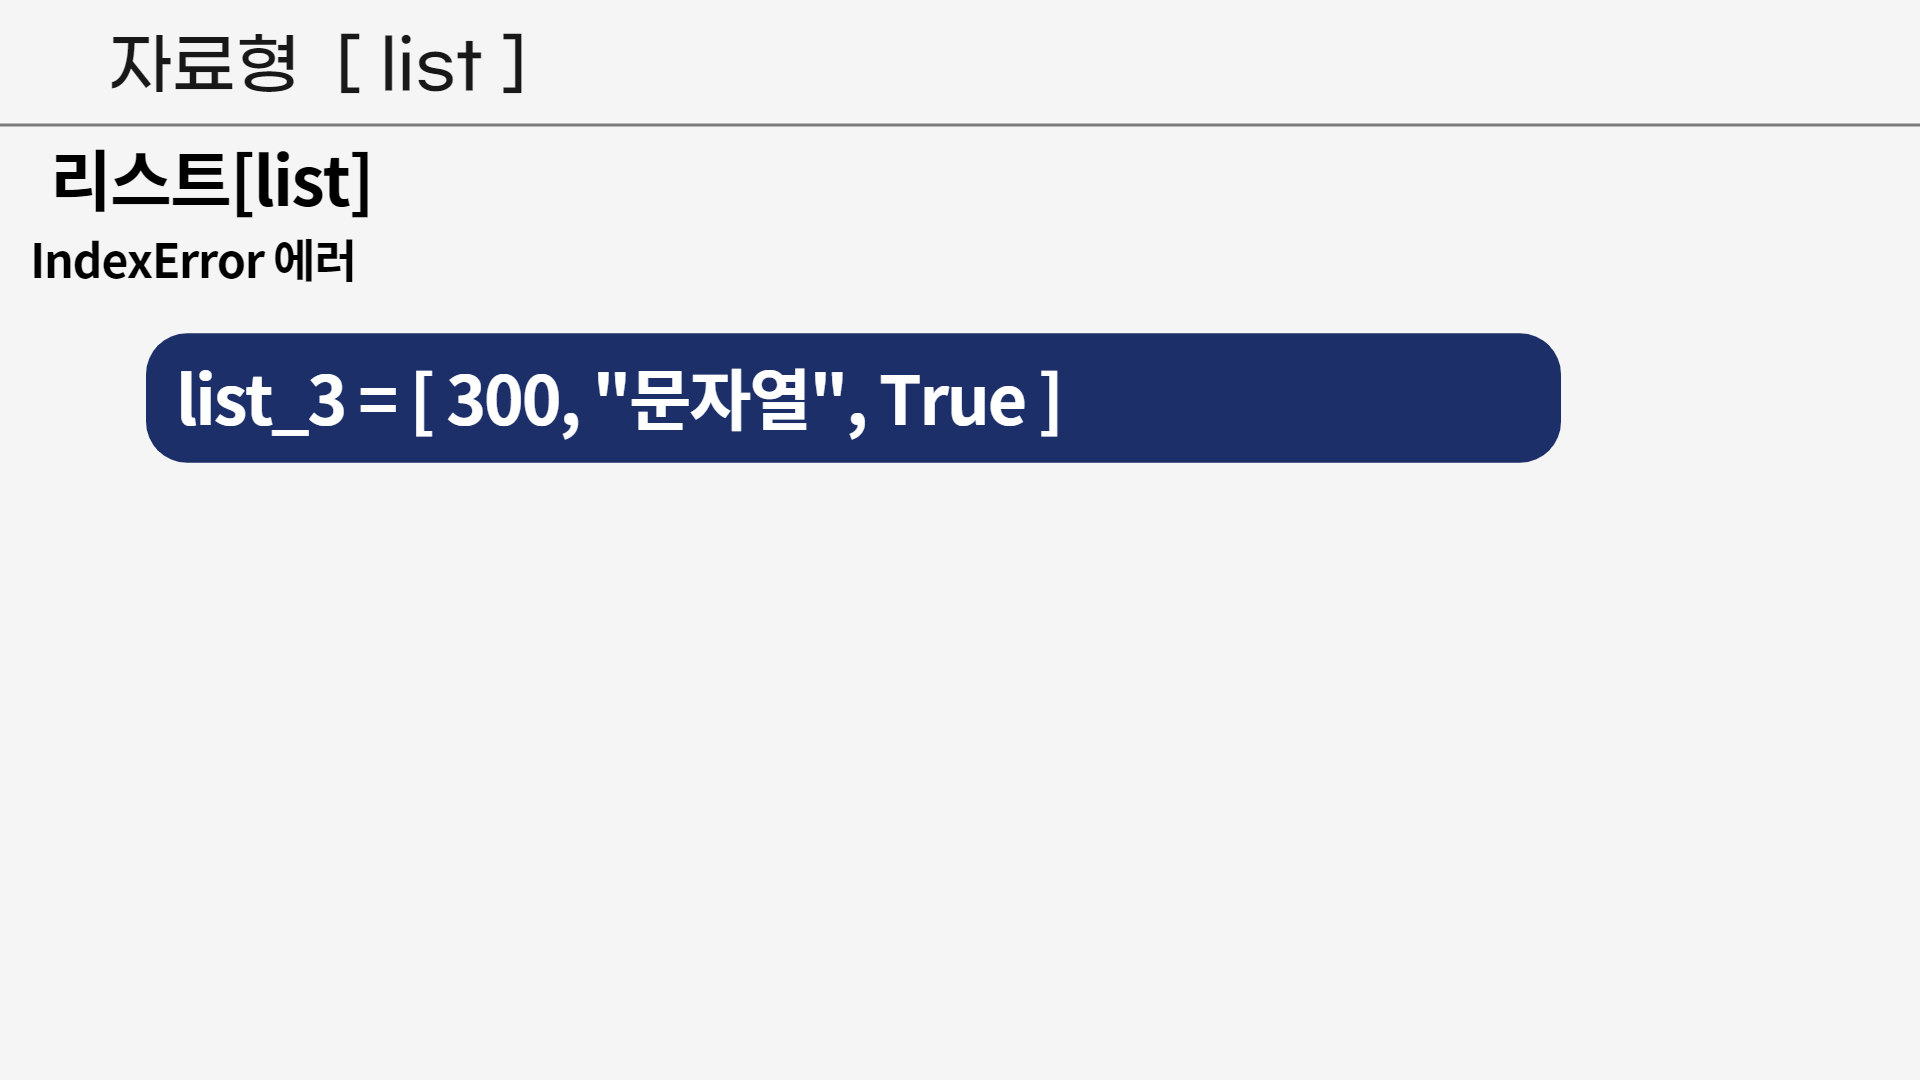 자료형 [ list ]
리스트[list]
IndexError 에러
list_3 = [ 300, "문자열", True ]